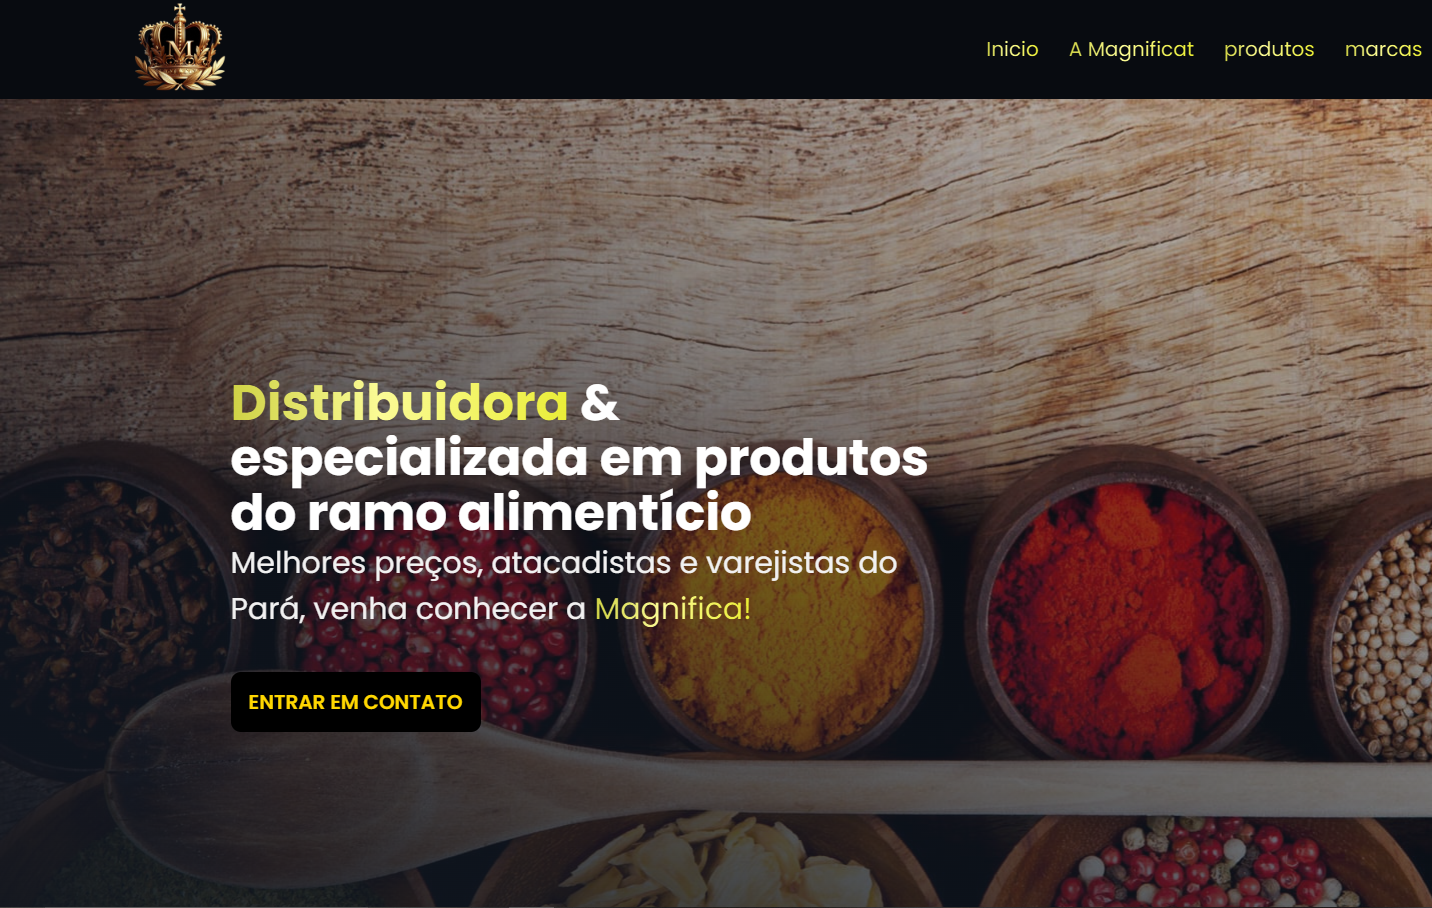 M
Inicio A Magnificat produtos marcas
Distribuidora &
especializada em produtos
do ramo alimentício
Melhores preços, atacadistas e varejistas do
Pará, venha conhecer a Magnifica!
ENTRAR EM CONTATO